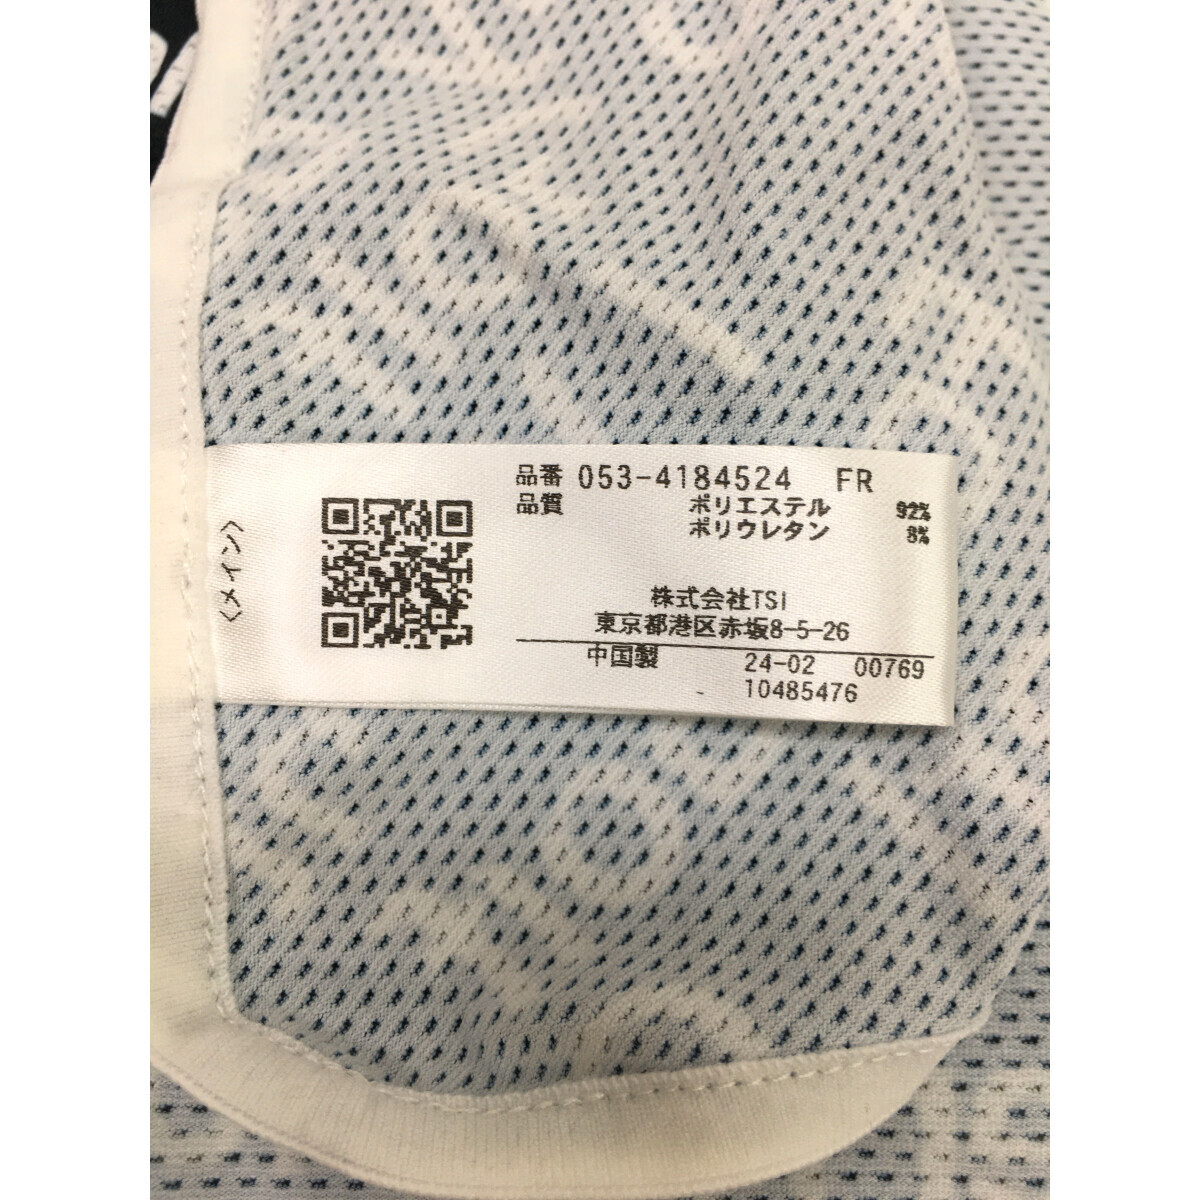 品番 053-4184524 FR
品質 ポリエステル 92%
ポリウレタン 8%
<メイン>
株式会社TSI
東京都港区赤坂8-5-26
中国製 24-02 00769
10485476